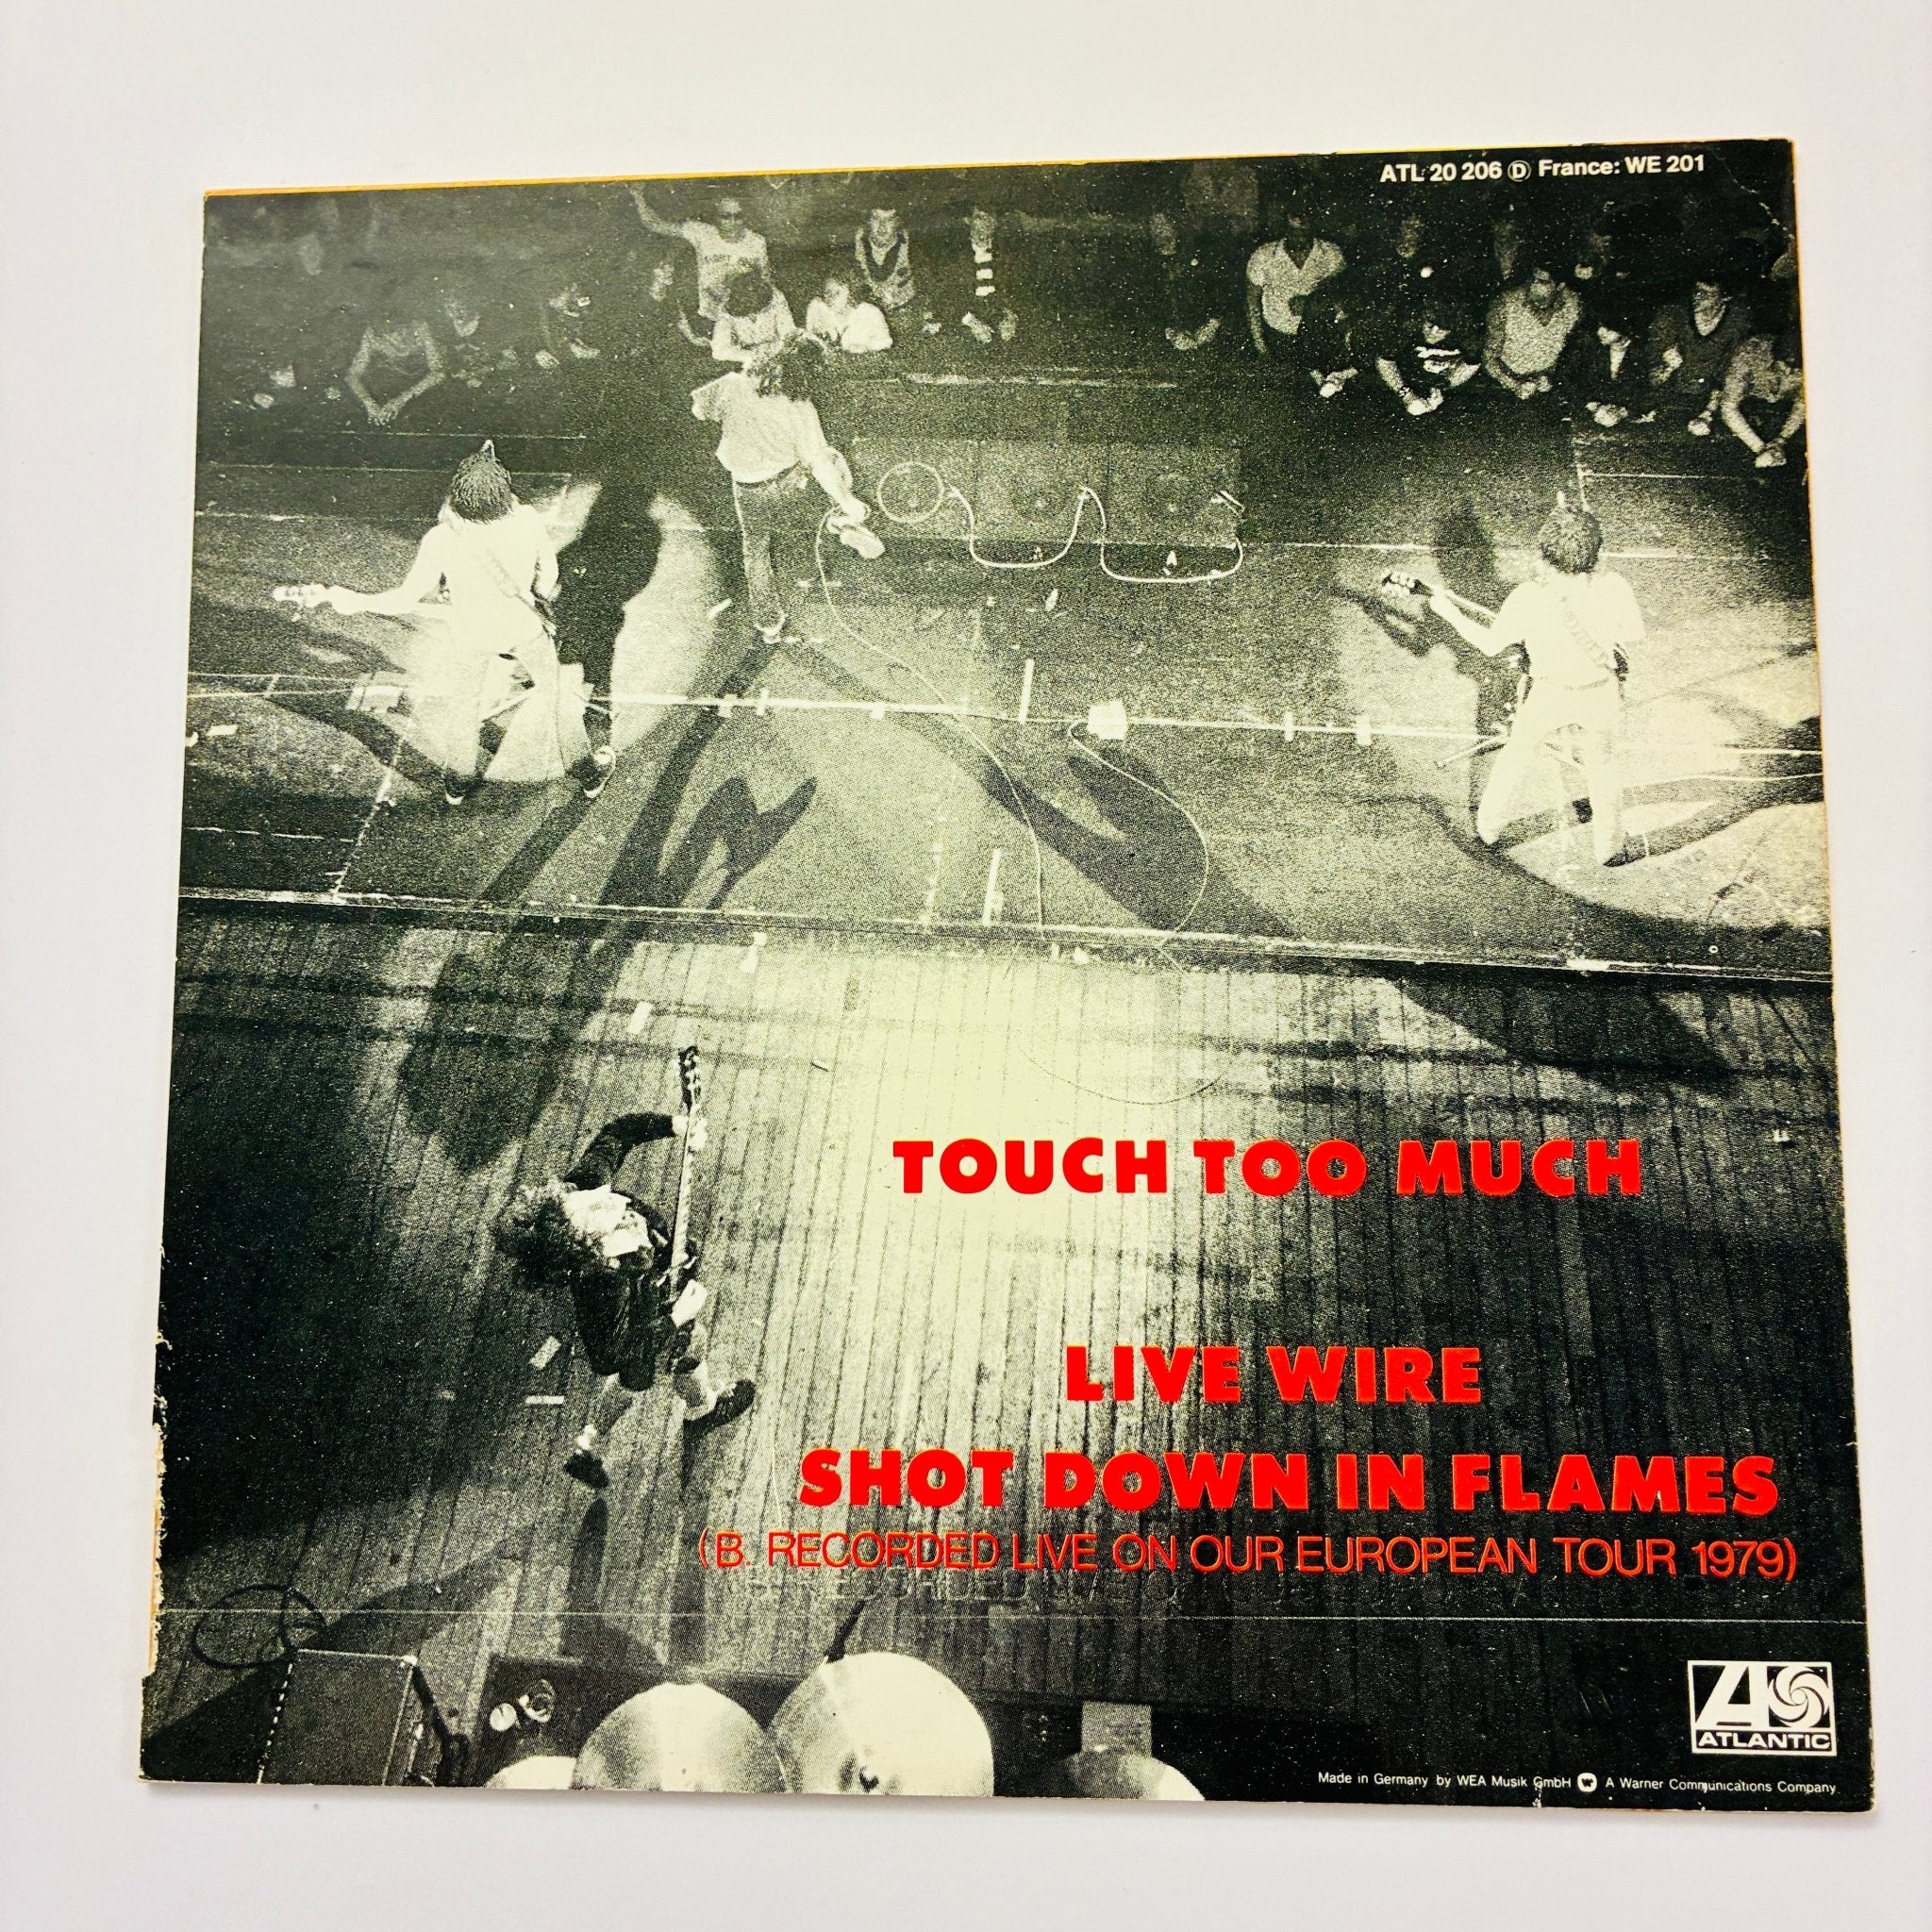 ATL 20 206 Ⓓ France: WE 201
TOUCH TOO MUCH
LIVE WIRE
SHOT DOWN IN FLAMES
(B. RECORDED LIVE ON OUR EUROPEAN TOUR 1979)
ATLANTIC
Made in Germany by WEA Musik GmbH A Warner Communications Company